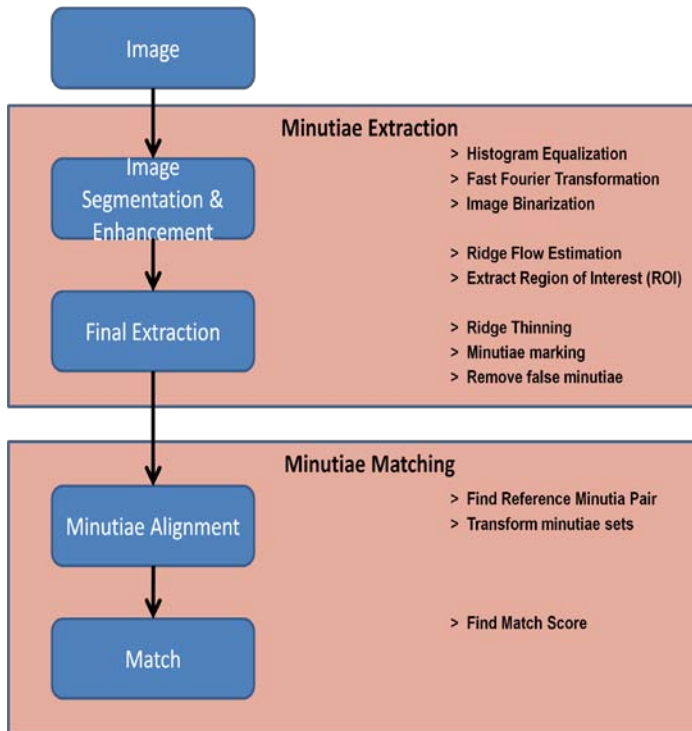 Image
Minutiae Extraction
Image
Segmentation &
Enhancement
> Histogram Equalization
> Fast Fourier Transformation
> Image Binarization
> Ridge Flow Estimation
> Extract Region of Interest (ROI)
Final Extraction
> Ridge Thinning
> Minutiae marking
> Remove false minutiae
Minutiae Matching
Minutiae Alignment
> Find Reference Minutia Pair
> Transform minutiae sets
Match
> Find Match Score